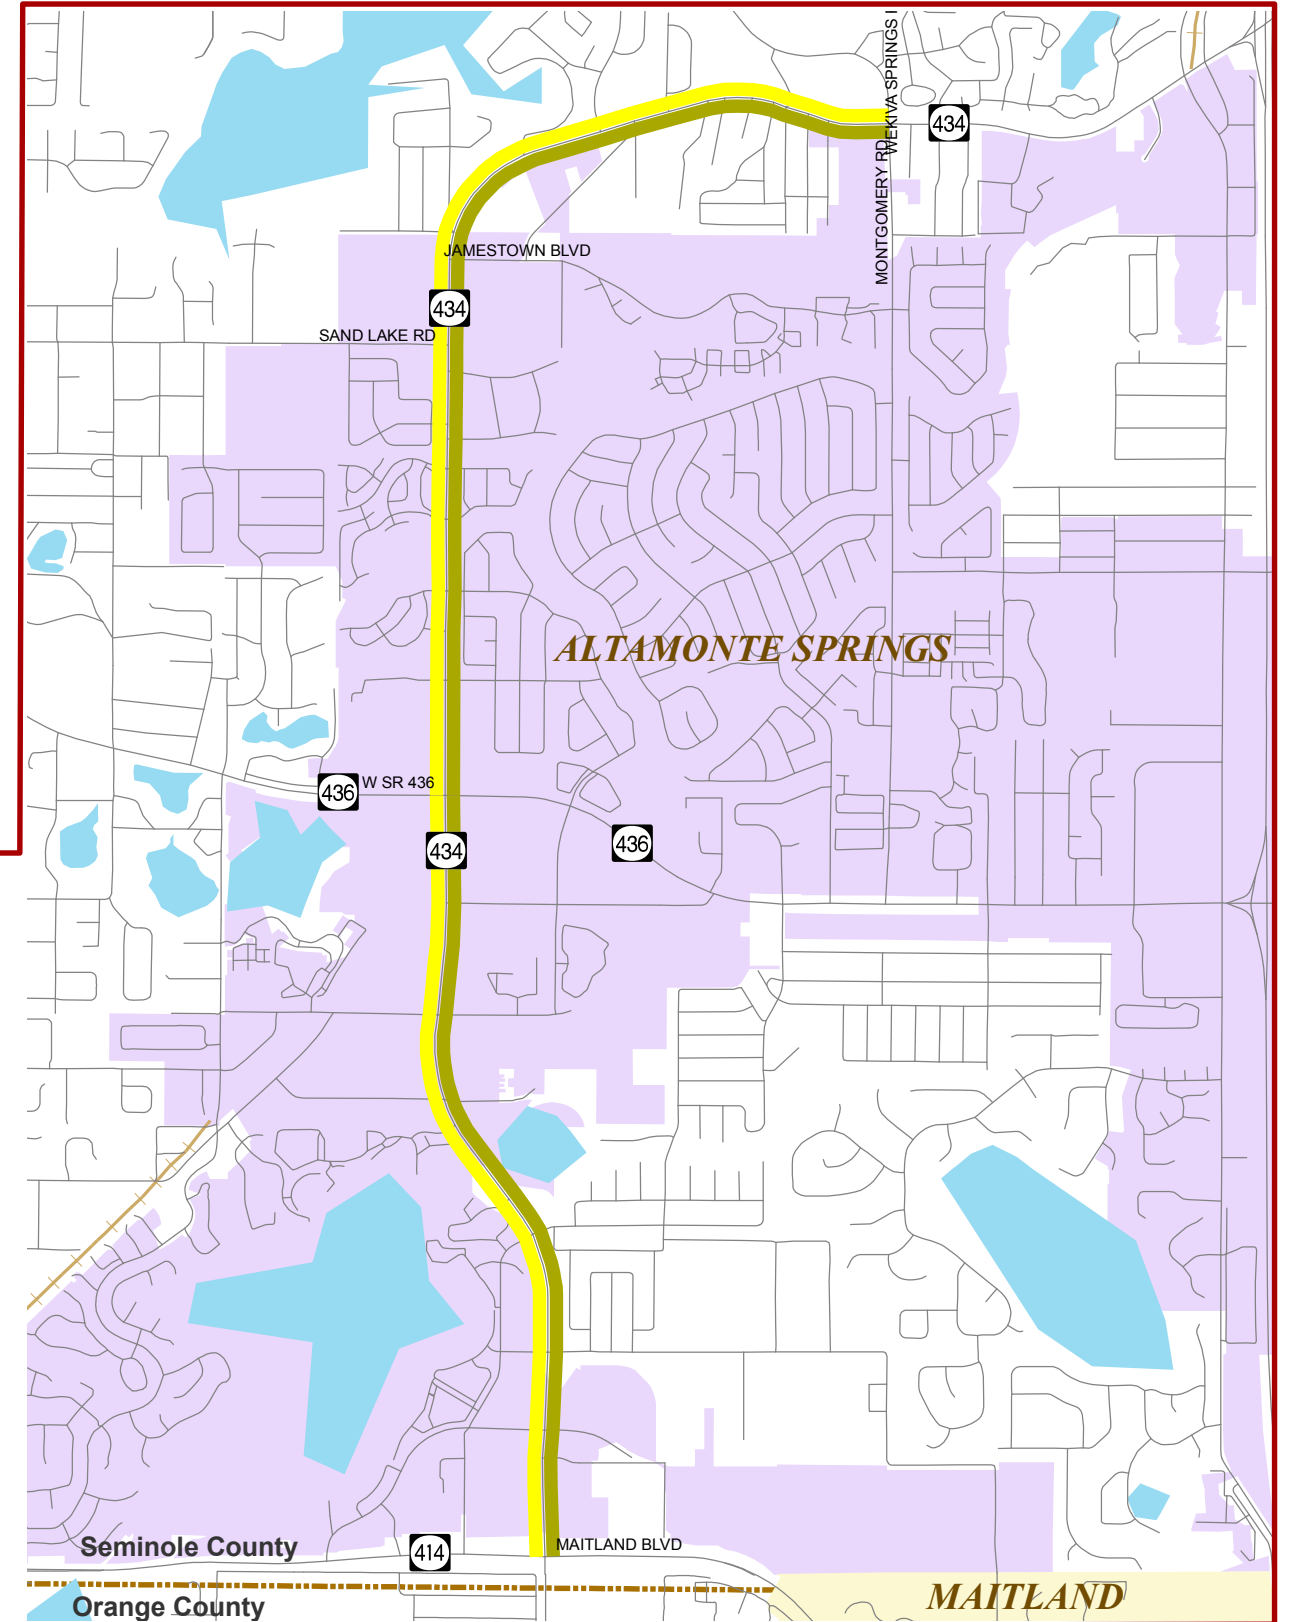 WEKIVA SPRINGS
434
MONTGOMERY RD
JAMESTOWN BLVD
434
SAND LAKE RD
ALTAMONTE SPRINGS
W SR 436
436
434
436
MAITLAND BLVD
Seminole County
414
MAITLAND
Orange County